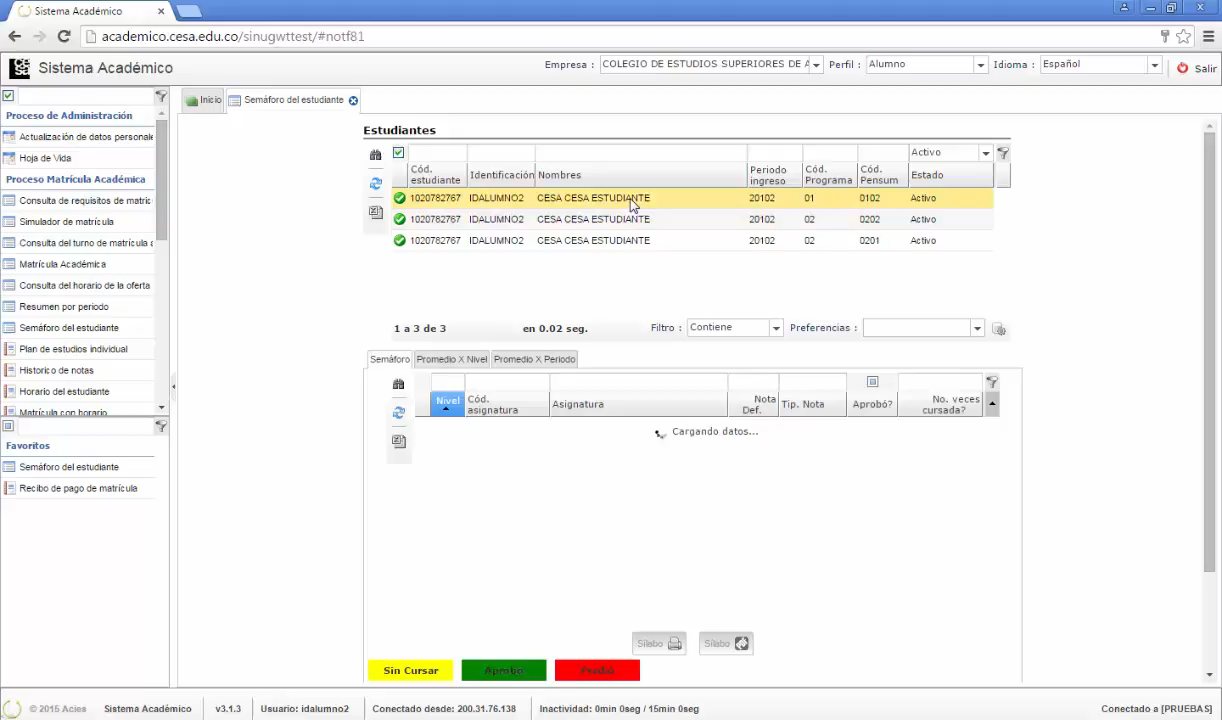 Sistema Académico
academico.cesa.edu.co/sinugwttest/#notf81
CESA
Sistema Académico
Empresa :
COLEGIO DE ESTUDIOS SUPERIORES DE A
Perfil :
Alumno
Idioma :
Español
Salir
Proceso de Administración
Actualización de datos personale
Hoja de Vida
Proceso Matrícula Académica
Consulta de requisitos de matric
Simulador de matrícula
Consulta del turno de matrícula a
Matrícula Académica
Consulta del horario de la oferta
Resumen por periodo
Semáforo del estudiante
Plan de estudios individual
Historico de notas
Horario del estudiante
Matrícula con horario
Favoritos
Semáforo del estudiante
Recibo de pago de matrícula
Inicio
Semáforo del estudiante
Estudiantes
Activo
Cód. estudiante Identificación Nombres Periodo ingreso Cód. Programa Cód. Pensum Estado
1020782767 IDALUMNO2 CESA CESA ESTUDIANTE 20102 01 0102 Activo
1020782767 IDALUMNO2 CESA CESA ESTUDIANTE 20102 02 0202 Activo
1020782767 IDALUMNO2 CESA CESA ESTUDIANTE 20102 02 0201 Activo
1 a 3 de 3
en 0.02 seg.
Filtro :
Contiene
Preferencias :
Semáforo
Promedio X Nivel
Promedio X Periodo
Nivel Cód. asignatura Asignatura Nota Def. Tip. Nota Aprobó? No. veces cursada?
Cargando datos...
Sílabo
Sílabo
Sin Cursar
Aprobó
Perdió
© 2015 Acies
Sistema Académico
v3.1.3
Usuario: idalumno2
Conectado desde: 200.31.76.138
Inactividad: 0min 0seg / 15min 0seg
Conectado a [PRUEBAS]